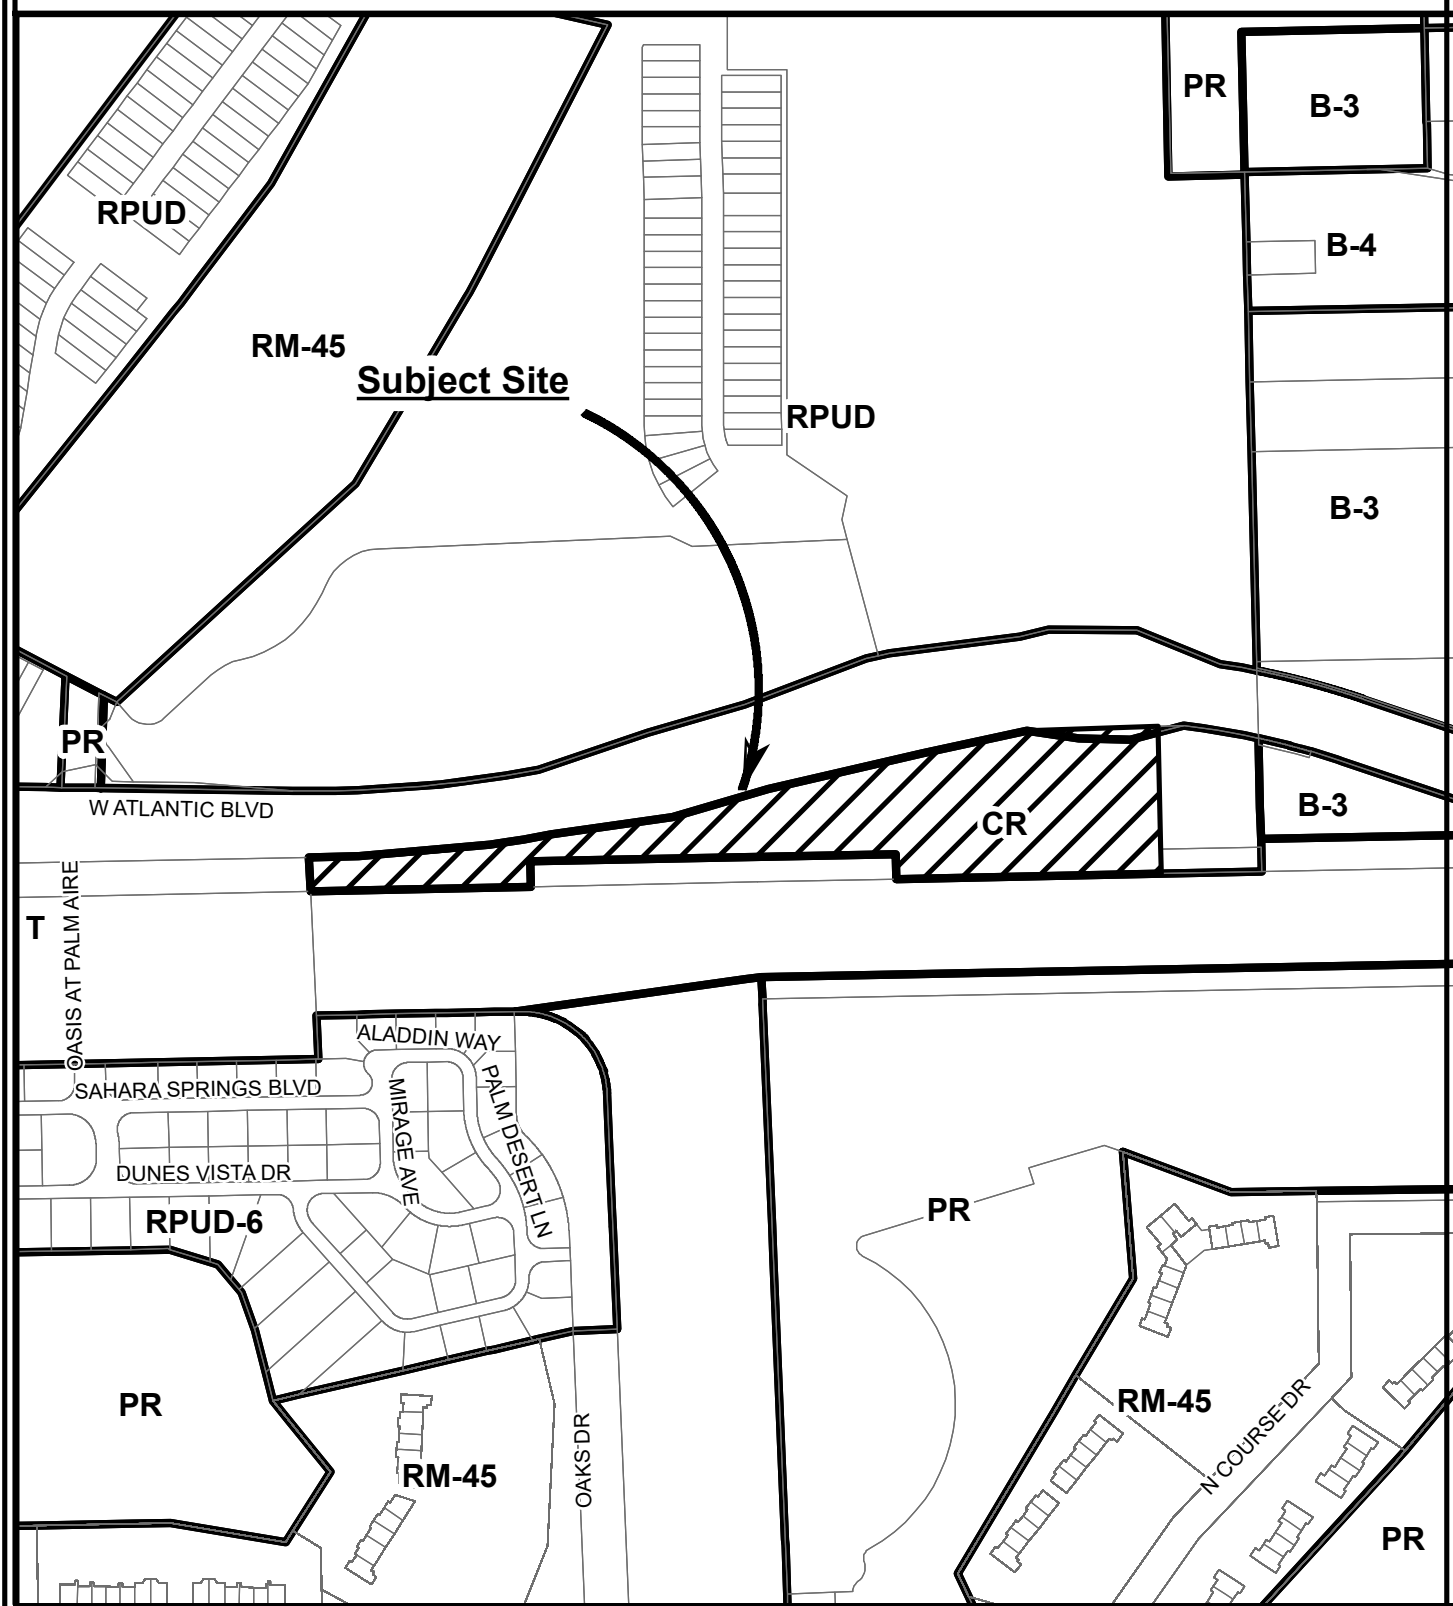 PR
B-3
RPUD
B-4
RM-45
Subject Site
RPUD
B-3
PR
W ATLANTIC BLVD
B-3
CR
T
OASIS AT PALM AIRE
ALADDIN WAY
SAHARA SPRINGS BLVD
MIRAGE AVE
PALM DESERT LN
DUNES VISTA DR
RPUD-6
PR
PR
RM-45
RM-45
OAKS DR
N COURSE DR
PR